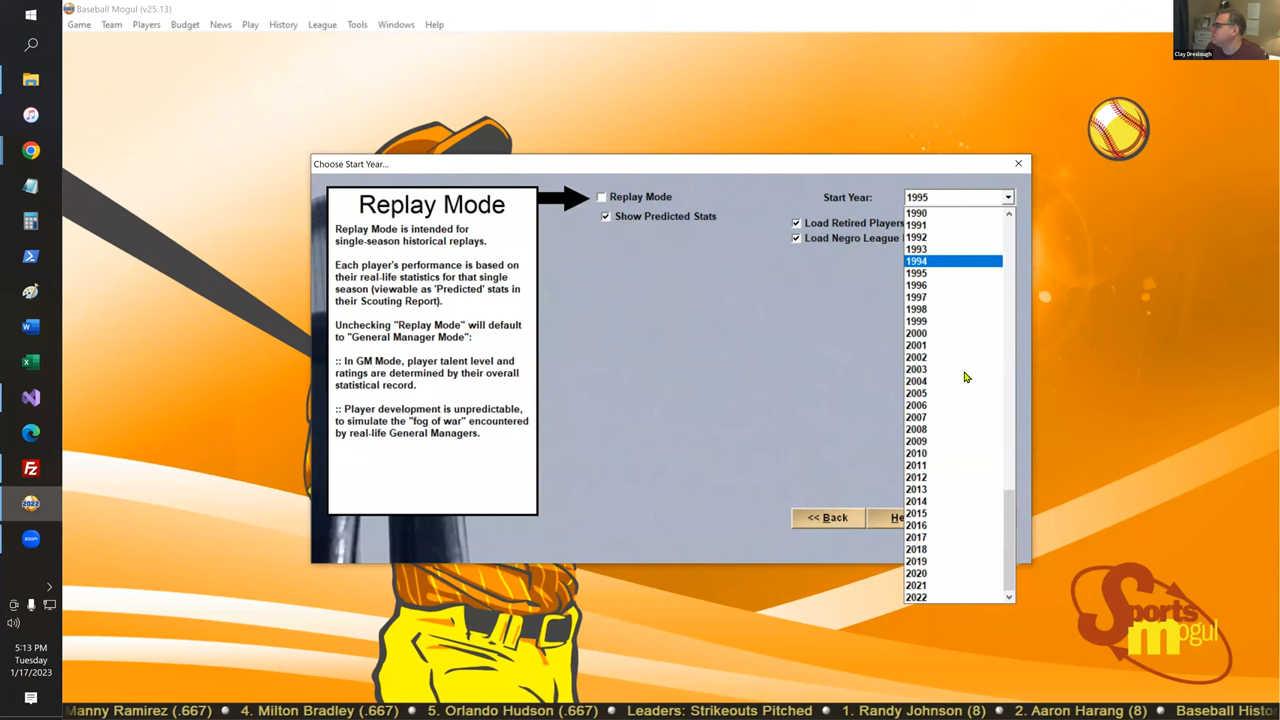 Baseball Mogul (v25.13)
Game Team Players Budget News Play History League Tools Windows Help
Clay Dreslough
Choose Start Year...
Replay Mode
Replay Mode is intended for
single-season historical replays.
Each player's performance is based on
their real-life statistics for that single
season (viewable as 'Predicted' stats in
their Scouting Report).
Unchecking "Replay Mode" will default
to "General Manager Mode":
:: In GM Mode, player talent level and
ratings are determined by their overall
statistical record.
:: Player development is unpredictable,
to simulate the "fog of war" encountered
by real-life General Managers.
Replay Mode
Show Predicted Stats
Start Year: 1995
Load Retired Players
Load Negro League
1990
1991
1992
1993
1994
1995
1996
1997
1998
1999
2000
2001
2002
2003
2004
2005
2006
2007
2008
2009
2010
2011
2012
2013
2014
2015
2016
2017
2018
2019
2020
2021
2022
<< Back He
Sports
Mogul
2022
zoom
5:13 PM
Tuesday
1/17/2023
Manny Ramirez (.667) 4. Milton Bradley (.667) 5. Orlando Hudson (.667) Leaders: Strikeouts Pitched 1. Randy Johnson (8) 2. Aaron Harang (8) Baseball Histo